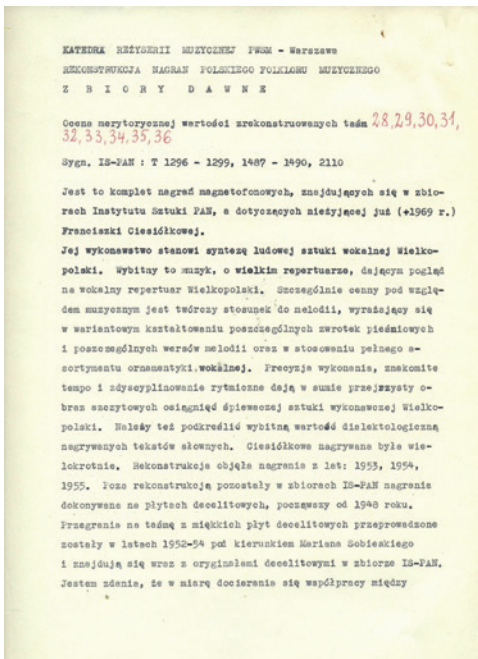 KATEDRA REŻYSERII MUZYCZNEJ PWSM - Warszawa
REKONSTRUKCJA NAGRAN POLSKIEGO FOLKLORU MUZYCZNEGO
Z B I O R Y D A W N E
Ocena merytorycznej wartości zrekonstruowanych taśm 28,29,30,31,
32,33,34,35,36
Sygn. IS-PAN : T 1296 - 1299, 1487 - 1490, 2110
Jest to komplet nagrań magnetofonowych, znajdujących się w zbio-
rach Instytutu Sztuki PAN, a dotyczących nieżyjącej już (+1969 r.)
Franciszki Ciesiółkowej.
Jej wykonawstwo stanowi syntezę ludowej sztuki wokalnej Wielko-
polski. Wybitny to muzyk, o wielkim repertuarze, dającym pogląd
na wokalny repertuar Wielkopolski. Szczególnie cenny pod wzglę-
dem muzycznym jest twórczy stosunek do melodii, wyrażający się
w wariantowym kształtowaniu poszczególnych zwrotek pieśniowych
i poszczególnych wersów melodii oraz w stosowaniu pełnego a-
sortymentu ornamentyki wokalnej. Precyzja wykonania, znakomite
tempo i zdyscyplinowanie rytmiczne dają w sumie przejrzysty o-
braz szczytowych osiągnięć śpiewaczej sztuki wykonawczej Wielko-
polski. Należy też podkreślić wybitną wartość dialektologiczną
nagrywanych tekstów słownych. Ciesiółkowa nagrywana była wie-
lokrotnie. Rekonstrukcja objęła nagrania z lat: 1953, 1954,
1955. Poza rekonstrukcją pozostały w zbiorach IS-PAN nagrania
dokonywane na płytach decelitowych, począwszy od 1948 roku.
Przegrania na taśmę z miękkich płyt decelitowych przeprowadzone
zostały w latach 1952-54 pod kierunkiem Mariana Sobieskiego
i znajdują się wraz z oryginałami decelitowymi w zbiorze IS-PAN.
Jestem zdania, że w miarę docierania się współpracy między